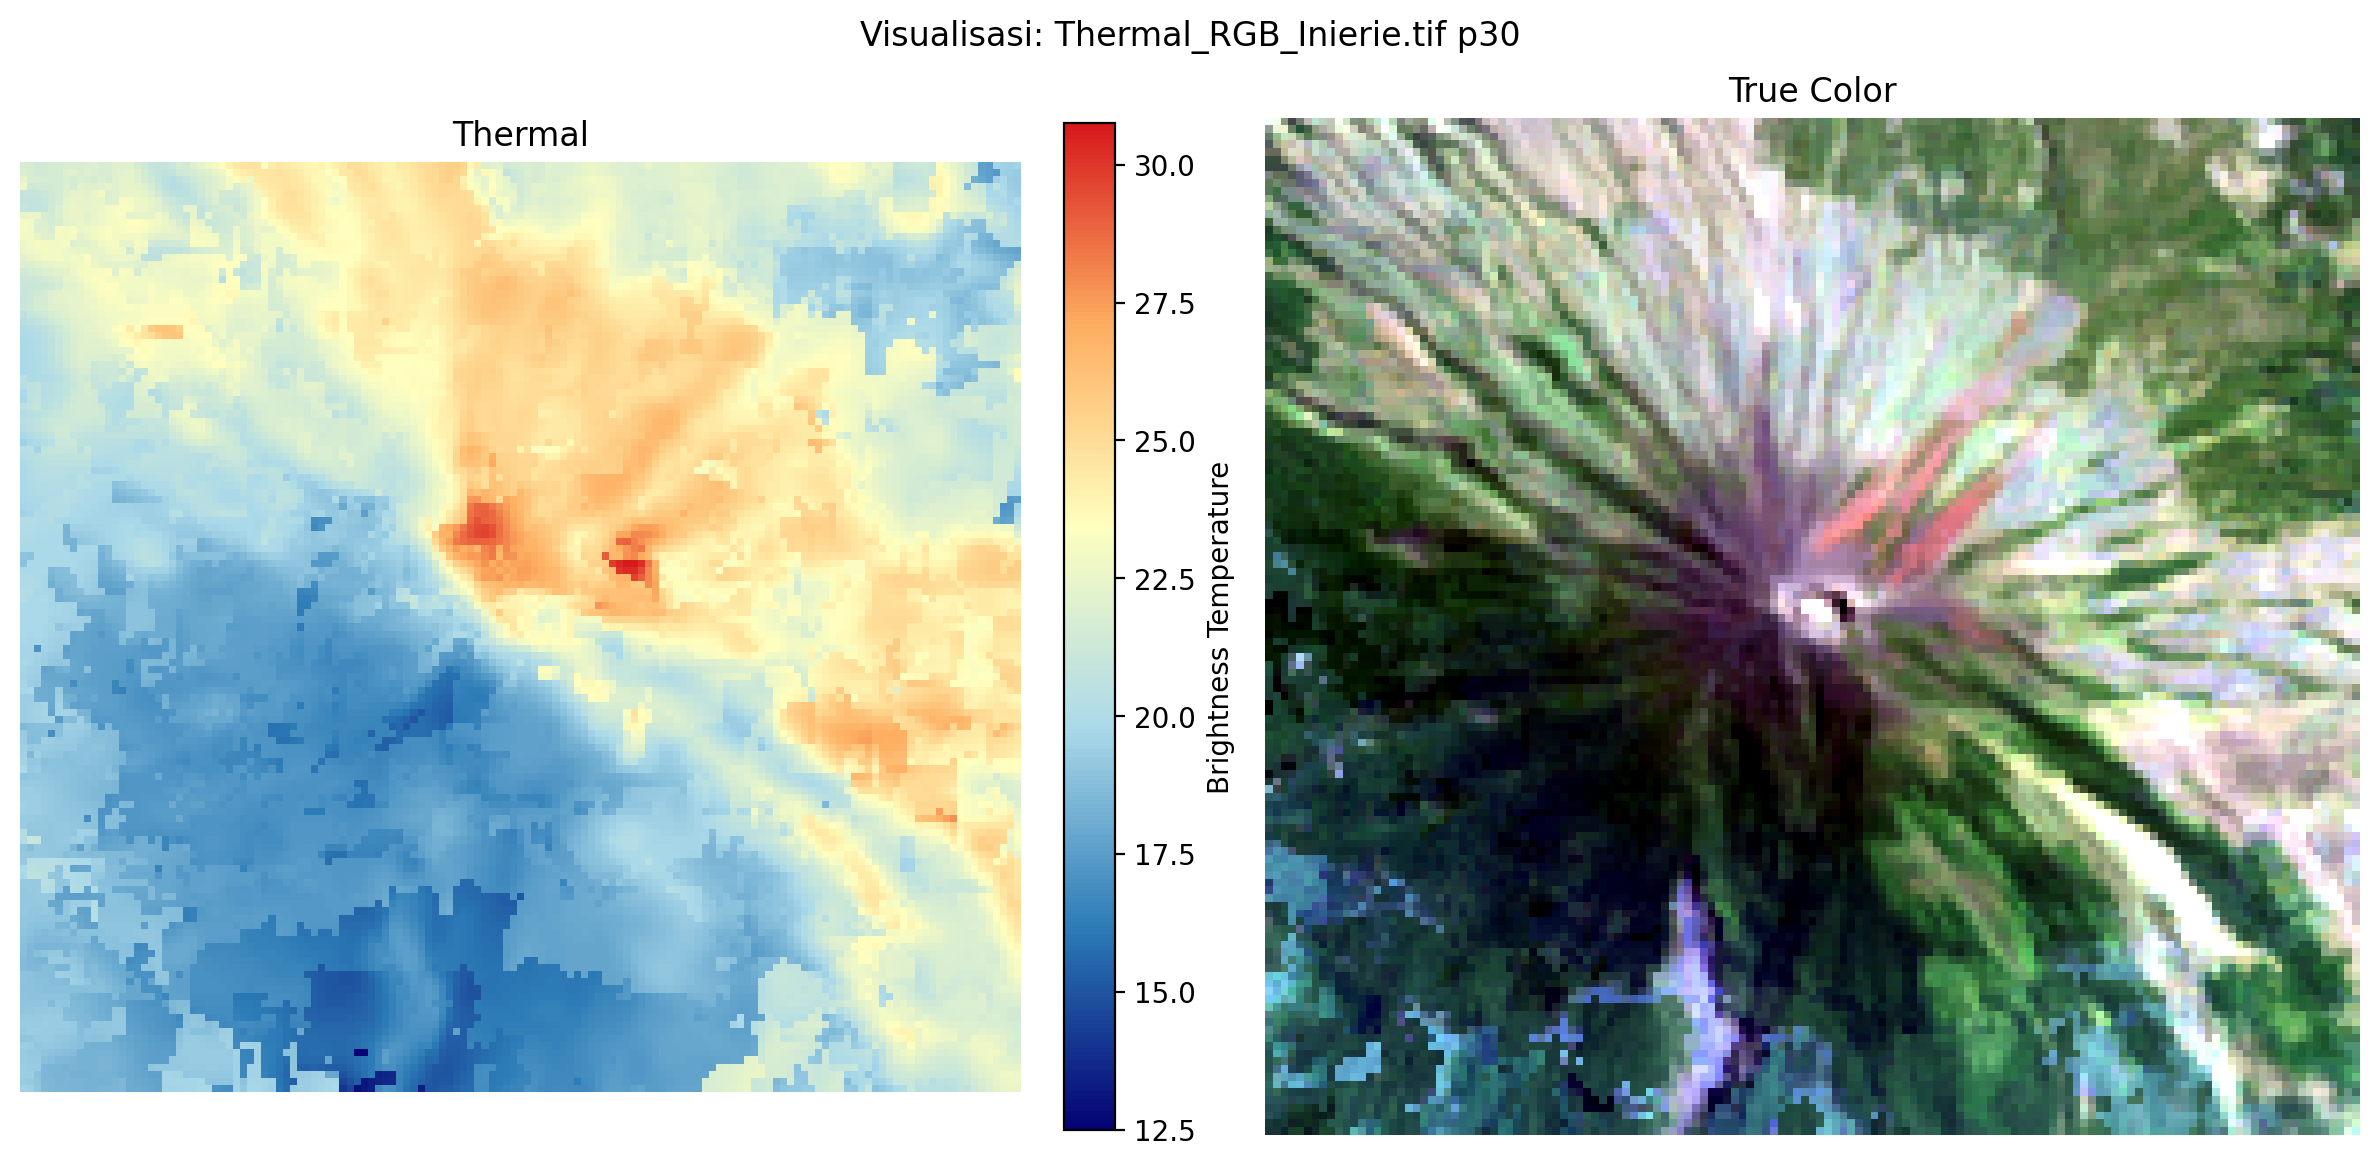 Visualisasi: Thermal_RGB_Inierie.tif p30
Thermal
30.0
27.5
25.0
22.5
20.0
17.5
15.0
12.5
Brightness Temperature
True Color